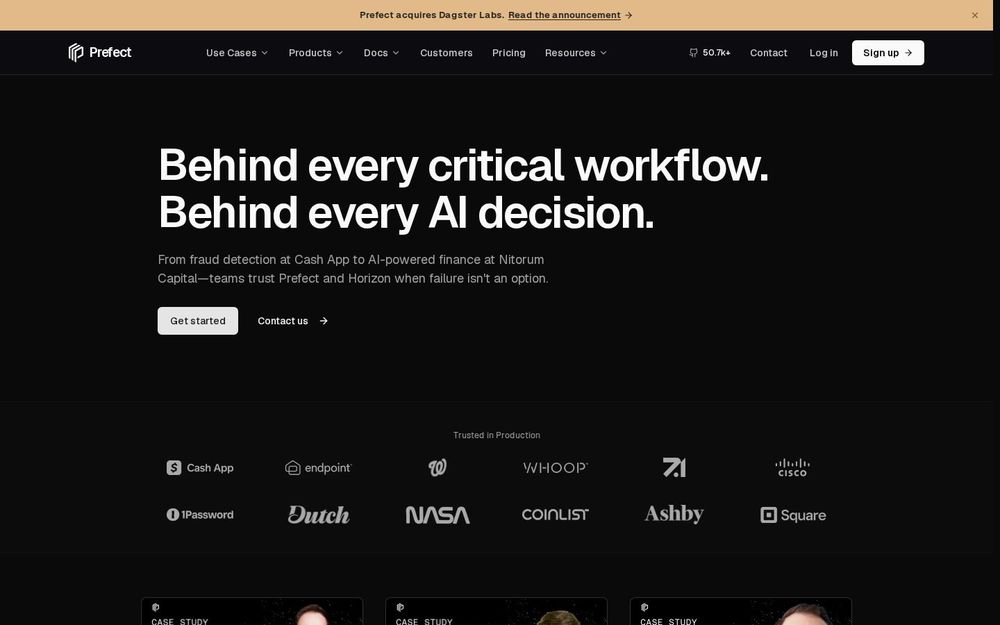 Prefect acquires Dagster Labs. Read the announcement →
Prefect
Use Cases
Products
Docs
Customers
Pricing
Resources
50.7k+
Contact
Log in
Sign up →
Behind every critical workflow.
Behind every AI decision.
From fraud detection at Cash App to AI-powered finance at Nitorum
Capital—teams trust Prefect and Horizon when failure isn't an option.
Get started
Contact us →
Trusted in Production
Cash App
endpoint
W
WHOOP
CISCO
1Password
Dutch
NASA
COINLIST
Ashby
Square
CASE STUDY
CASE STUDY
CASE STUDY